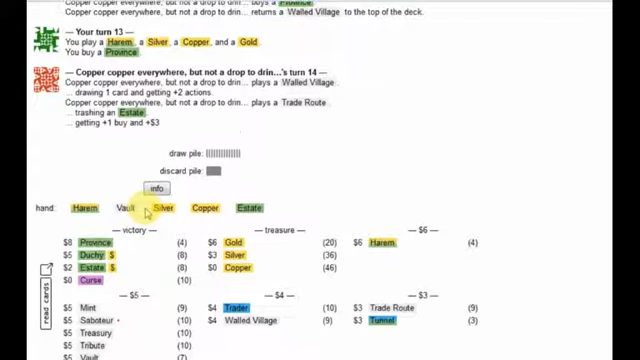 Copper copper everywhere, but not a drop to drin... buys a Province.
Copper copper everywhere, but not a drop to drin... returns a Walled Village to the top of the deck.
— Your turn 13 —
You play a Harem, a Silver, a Copper, and a Gold.
You buy a Province.
— Copper copper everywhere, but not a drop to drin...'s turn 14 —
Copper copper everywhere, but not a drop to drin... plays a Walled Village.
... drawing 1 card and getting +2 actions.
Copper copper everywhere, but not a drop to drin... plays a Trade Route.
... trashing an Estate.
... getting +1 buy and +$3
draw pile:
discard pile:
info
hand: Harem Vault Silver Copper Estate
— victory — — treasure — — $6 —
$8 Province (4) $6 Gold (20) $6 Harem (4)
$5 Duchy $ (8) $3 Silver (36)
$2 Estate $ (8) $0 Copper (46)
$0 Curse (10)
read cards
— $5 — — $4 — — $3 —
$5 Mint (9) $4 Trader (10) $3 Trade Route (9)
$5 Saboteur (10) $4 Walled Village (9) $3 Tunnel (3)
$5 Treasury (10)
$5 Tribute (10)
$5 Vault (7)